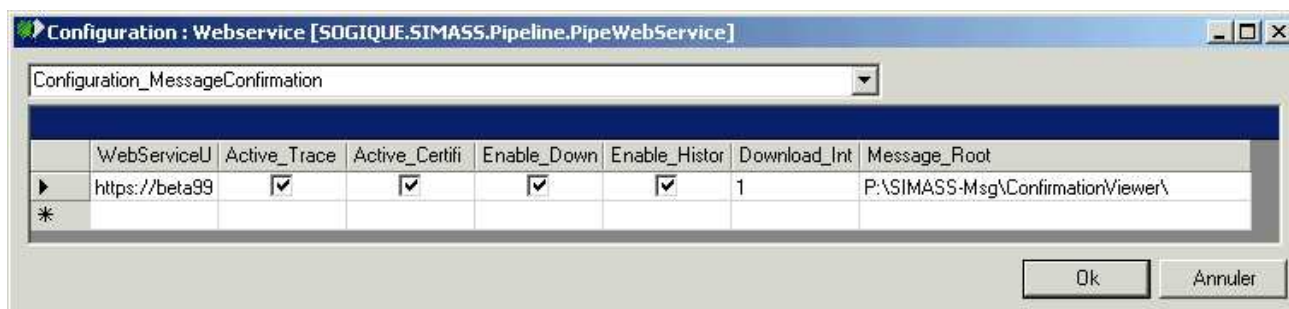 Configuration : Webservice [SOGIQUE.SIMASS.Pipeline.PipeWebService]
Configuration_MessageConfirmation
WebServiceU Active_Trace Active_Certifi Enable_Down Enable_Histor Download_Int Message_Root
https://beta99 1 P:\SIMASS-Msg\ConfirmationViewer\
Ok Annuler